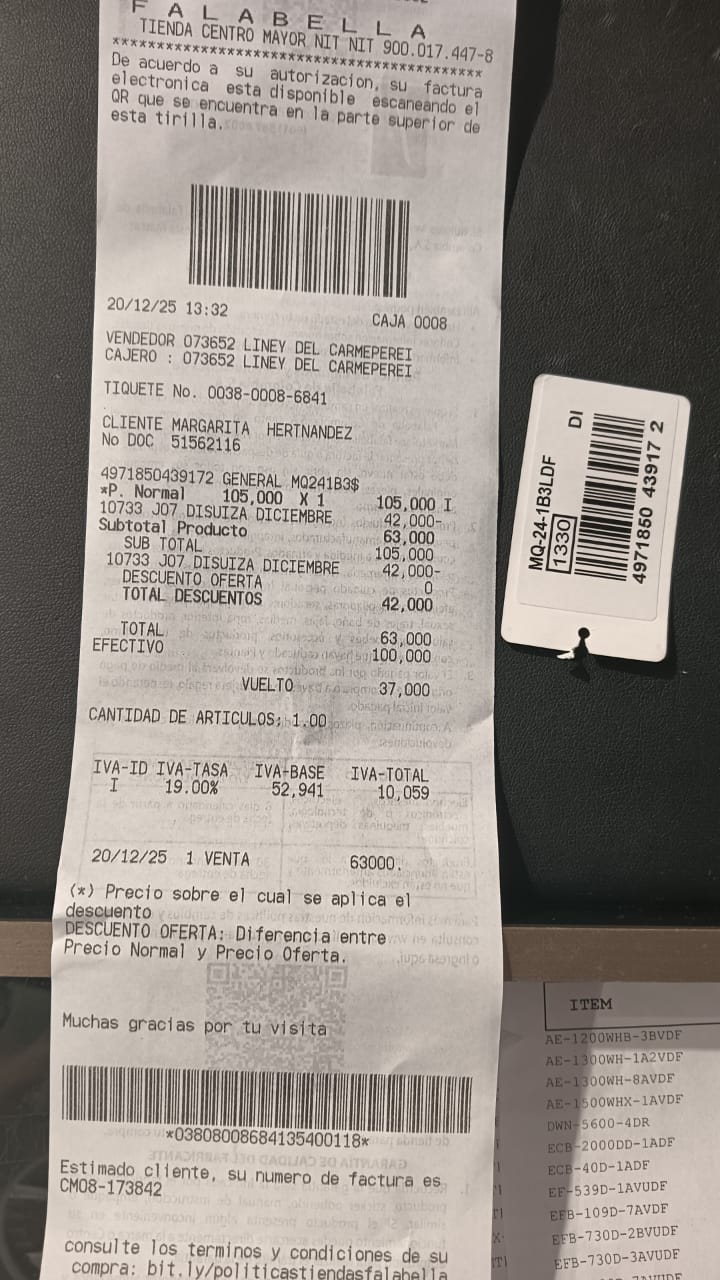 F A L A B E L L A
TIENDA CENTRO MAYOR NIT NIT 900.017.447-8
******************************************
De acuerdo a su autorizacion, su factura
electronica esta disponible escaneando el
QR que se encuentra en la parte superior de
esta tirilla.
20/12/25 13:32 CAJA 0008
VENDEDOR 073652 LINEY DEL CARMEPEREI
CAJERO : 073652 LINEY DEL CARMEPEREI
TIQUETE No. 0038-0008-6841
CLIENTE MARGARITA HERTNANDEZ
No DOC 51562116
4971850439172 GENERAL MQ241B3$
*P. Normal 105,000 X 1 105,000 I
10733 J07 DISUIZA DICIEMBRE 42,000-
Subtotal Producto 63,000
SUB TOTAL 105,000
10733 J07 DISUIZA DICIEMBRE 42,000-
DESCUENTO OFERTA 0
TOTAL DESCUENTOS 42,000
TOTAL 63,000
EFECTIVO 100,000
VUELTO 37,000
CANTIDAD DE ARTICULOS; 1.00
IVA-ID IVA-TASA IVA-BASE IVA-TOTAL
I 19.00% 52,941 10,059
20/12/25 1 VENTA 63000.
(*) Precio sobre el cual se aplica el
descuento
DESCUENTO OFERTA: Diferencia entre
Precio Normal y Precio Oferta.
Muchas gracias por tu visita
*03808008684135400118*
Estimado cliente, su numero de factura es
CM08-173842
consulte los terminos y condiciones de su
compra: bit.ly/politicastiendasfalabella
MQ-24-1B3LDF DI
1330
4971850 43917 2
ITEM
AE-1200WHB-3BVDF
AE-1300WH-1A2VDF
AE-1300WH-8AVDF
AE-1500WHX-1AVDF
DWN-5600-4DR
ECB-2000DD-1ADF
ECB-40D-1ADF
EF-539D-1AVUDF
EFB-109D-7AVDF
EFB-730D-2BVUDF
EFB-730D-3AVUDF